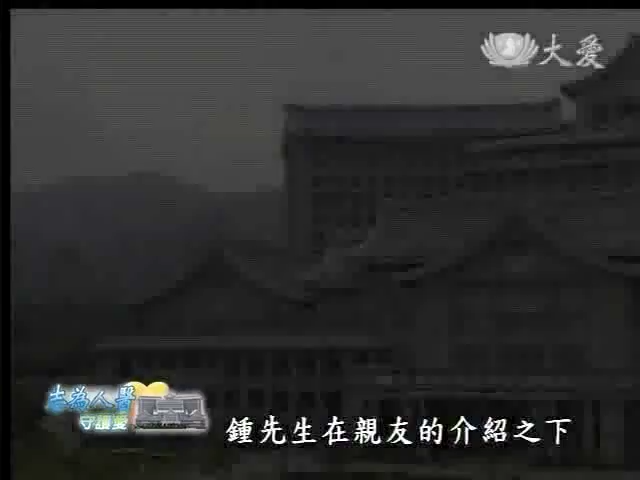 大愛
志為人醫
守護愛
鍾先生在親友的介紹之下